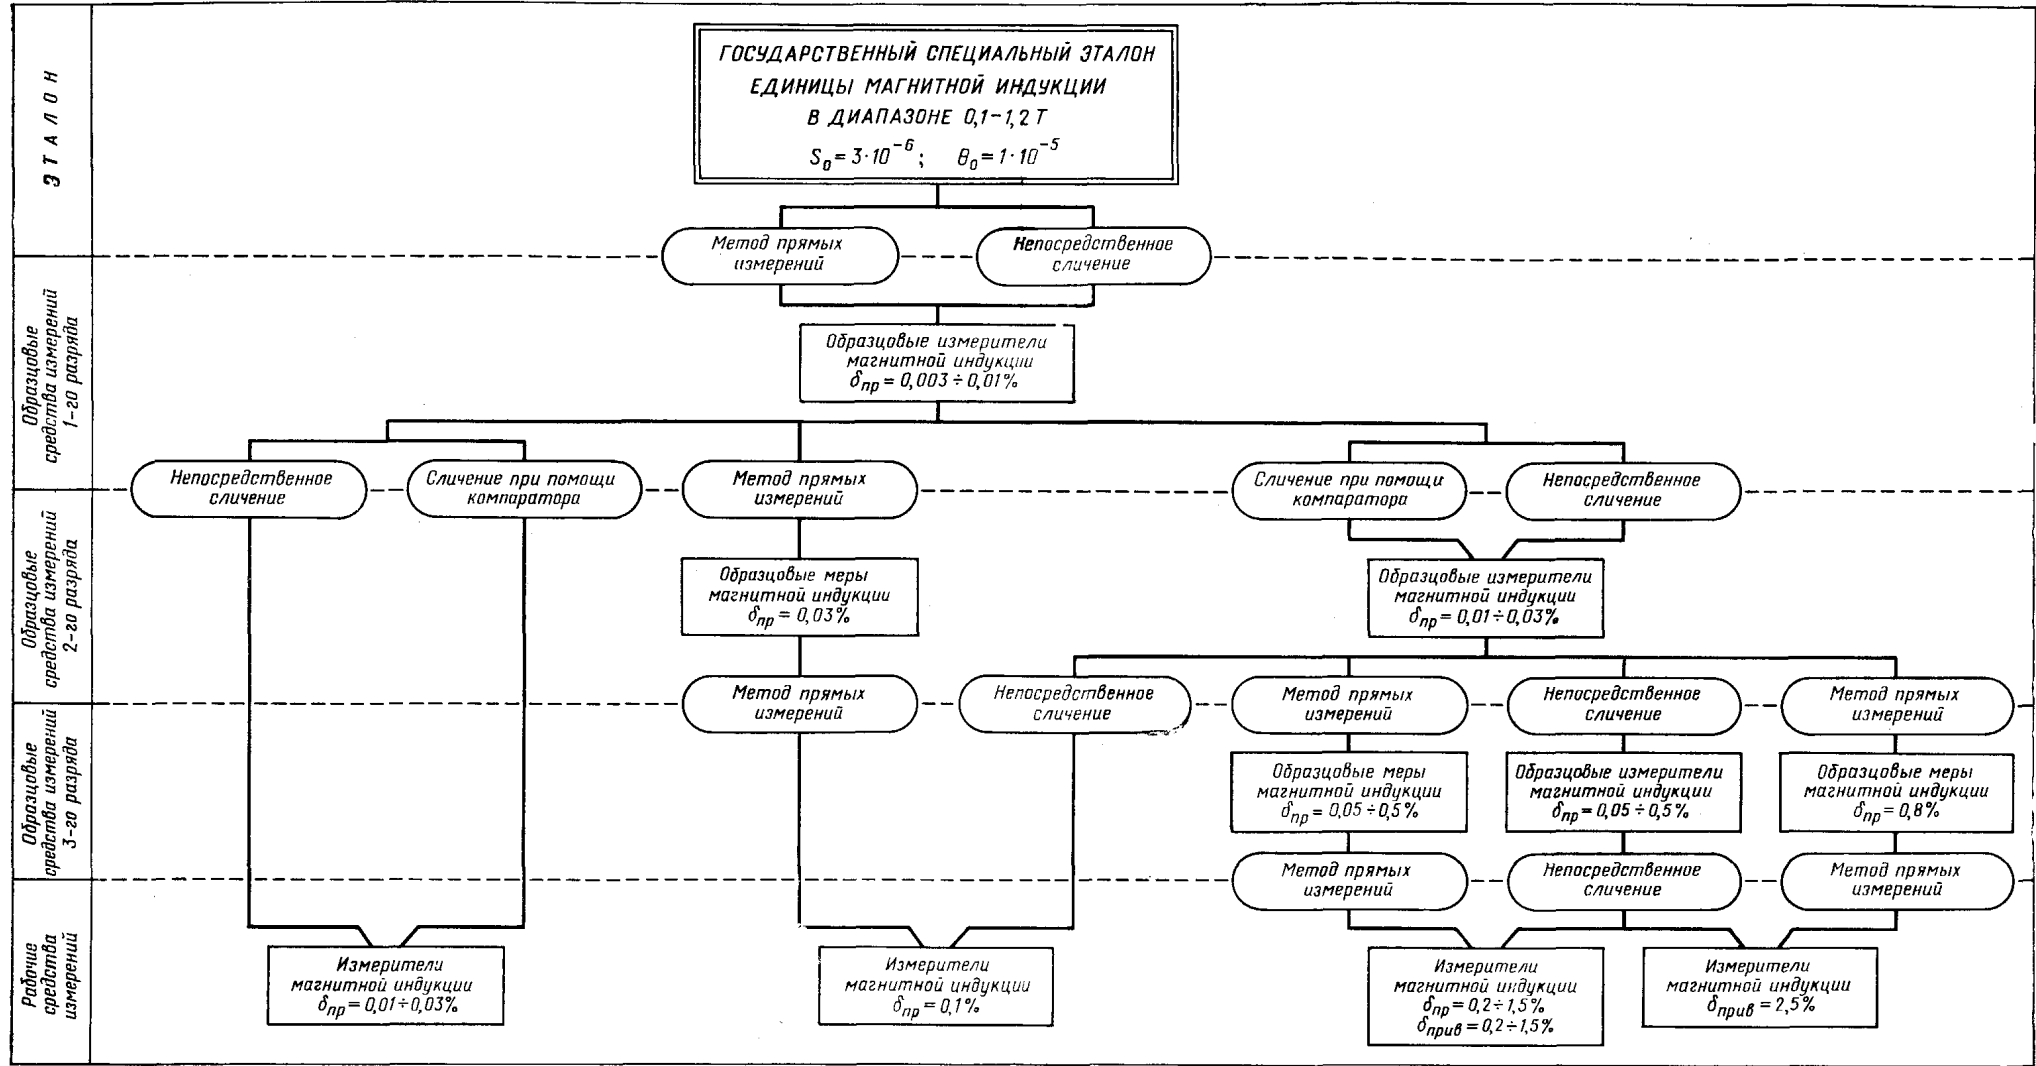 ЭТАЛОН
ГОСУДАРСТВЕННЫЙ СПЕЦИАЛЬНЫЙ ЭТАЛОН
ЕДИНИЦЫ МАГНИТНОЙ ИНДУКЦИИ
В ДИАПАЗОНЕ 0,1-1,2 Т
S₀ = 3·10⁻⁶; θ₀ = 1·10⁻⁵
Метод прямых
измерений
Непосредственное
сличение
Образцовые
средства измерений
1-го разряда
Образцовые измерители
магнитной индукции
δпр = 0,003÷0,01%
Непосредственное
сличение
Сличение при помощи
компаратора
Метод прямых
измерений
Сличение при помощи
компаратора
Непосредственное
сличение
Образцовые
средства измерений
2-го разряда
Образцовые меры
магнитной индукции
δпр = 0,03%
Образцовые измерители
магнитной индукции
δпр = 0,01÷0,03%
Метод прямых
измерений
Непосредственное
сличение
Метод прямых
измерений
Непосредственное
сличение
Метод прямых
измерений
Образцовые
средства измерений
3-го разряда
Образцовые меры
магнитной индукции
δпр = 0,05÷0,5%
Образцовые измерители
магнитной индукции
δпр = 0,05÷0,5%
Образцовые меры
магнитной индукции
δпр = 0,8%
Метод прямых
измерений
Непосредственное
сличение
Метод прямых
измерений
Рабочие
средства
измерений
Измерители
магнитной индукции
δпр = 0,01÷0,03%
Измерители
магнитной индукции
δпр = 0,1%
Измерители
магнитной индукции
δпр = 0,2÷1,5%
δприв = 0,2÷1,5%
Измерители
магнитной индукции
δприв = 2,5%